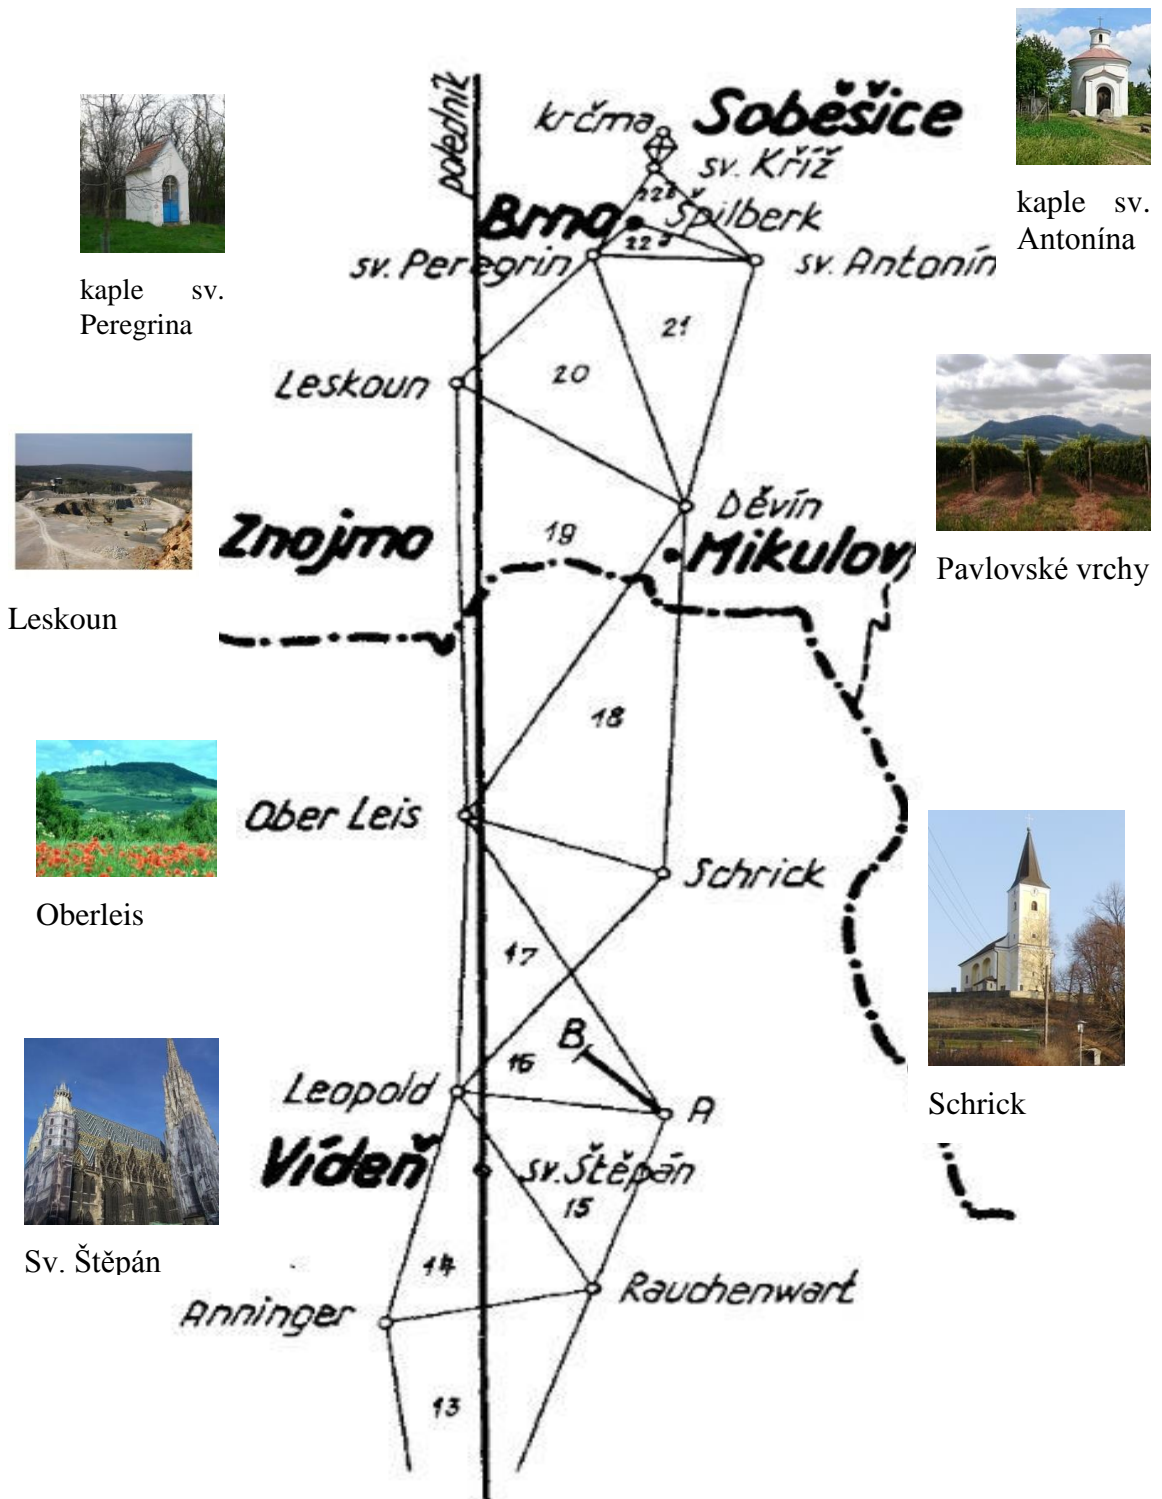 poledník
krčma
Soběšice
sv. Kříž
22b
Brno
Špilberk
22a
sv. Peregrin
sv. Antonín
kaple sv.
Antonína
kaple sv.
Peregrina
21
20
Leskoun
Děvín
Znojmo
19
Mikulov
Pavlovské vrchy
Leskoun
18
Ober Leis
Schrick
Oberleis
17
B
16
Leopold
A
Schrick
Vídeň
sv. Štěpán
15
Sv. Štěpán
14
Rauchenwart
Anninger
13